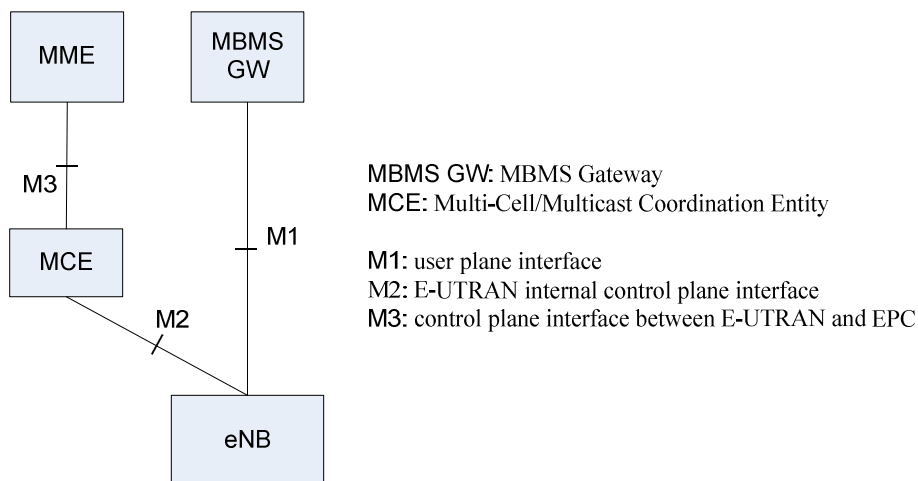 MME
MBMS
GW
M3
M1
MCE
M2
eNB
MBMS GW: MBMS Gateway
MCE: Multi-Cell/Multicast Coordination Entity
M1: user plane interface
M2: E-UTRAN internal control plane interface
M3: control plane interface between E-UTRAN and EPC